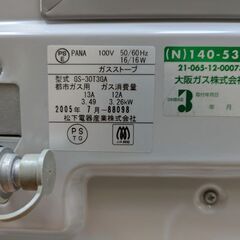 PS E PANA 100V 50/60Hz
16/16W
ガスストーブ
型式 GS-30T3GA
都市ガス用 ガス消費量
13A 12A
3.49 3.26kW
2005年 7月-88098
松下電器産業株式会社
PS TG
(N)140-53
21-065-12-0007
大阪ガス株式会社